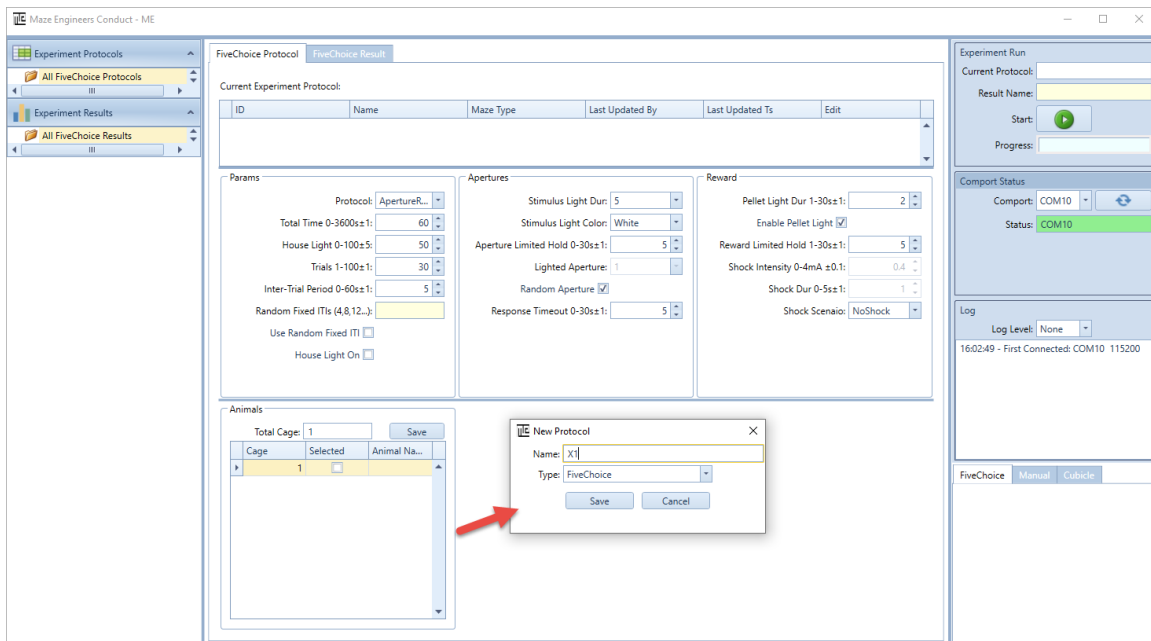 Maze Engineers Conduct - ME
Experiment Protocols
All FiveChoice Protocols
Experiment Results
All FiveChoice Results
FiveChoice Protocol FiveChoice Result
Current Experiment Protocol:
ID Name Maze Type Last Updated By Last Updated Ts Edit
Params
Protocol: ApertureR...
Total Time 0-3600s±1: 60
House Light 0-100±5: 50
Trials 1-100±1: 30
Inter-Trial Period 0-60s±1: 5
Random Fixed ITIs (4,8,12...):
Use Random Fixed ITI
House Light On
Apertures
Stimulus Light Dur: 5
Stimulus Light Color: White
Aperture Limited Hold 0-30s±1: 5
Lighted Aperture: 1
Random Aperture
Response Timeout 0-30s±1: 5
Reward
Pellet Light Dur 1-30s±1: 2
Enable Pellet Light
Reward Limited Hold 1-30s±1: 5
Shock Intensity 0-4mA ±0.1: 0.4
Shock Dur 0-5s±1: 1
Shock Scenaio: NoShock
Animals
Total Cage: 1 Save
Cage Selected Animal Na...
1
New Protocol
Name: X1
Type: FiveChoice
Save Cancel
Experiment Run
Current Protocol:
Result Name:
Start:
Progress:
Comport Status
Comport: COM10
Status: COM10
Log
Log Level: None
16:02:49 - First Connected: COM10 115200
FiveChoice Manual Cubicle